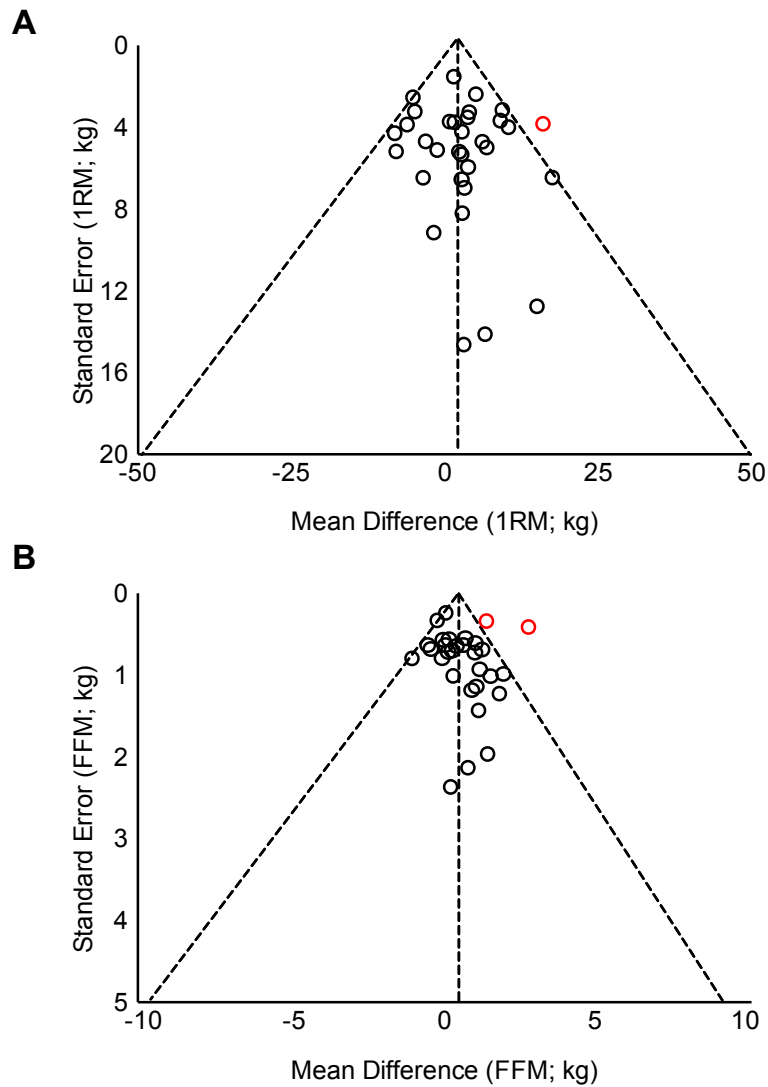 A
0
4
8
12
16
20
Standard Error (1RM; kg)
-50 -25 0 25 50
Mean Difference (1RM; kg)
B
0
1
2
3
4
5
Standard Error (FFM; kg)
-10 -5 0 5 10
Mean Difference (FFM; kg)